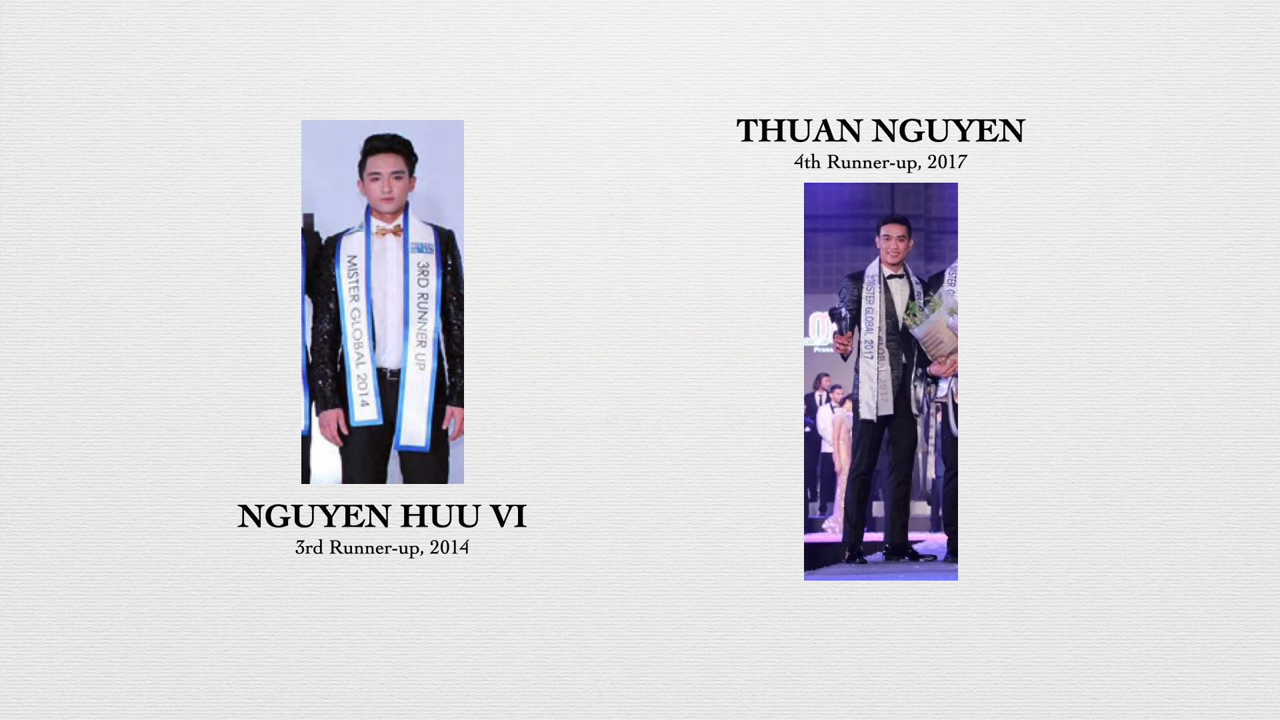 THUAN NGUYEN
4th Runner-up, 2017
MISTER GLOBAL 2014
3RD RUNNER UP
MISTER GLOBAL 2017
NGUYEN HUU VI
3rd Runner-up, 2014